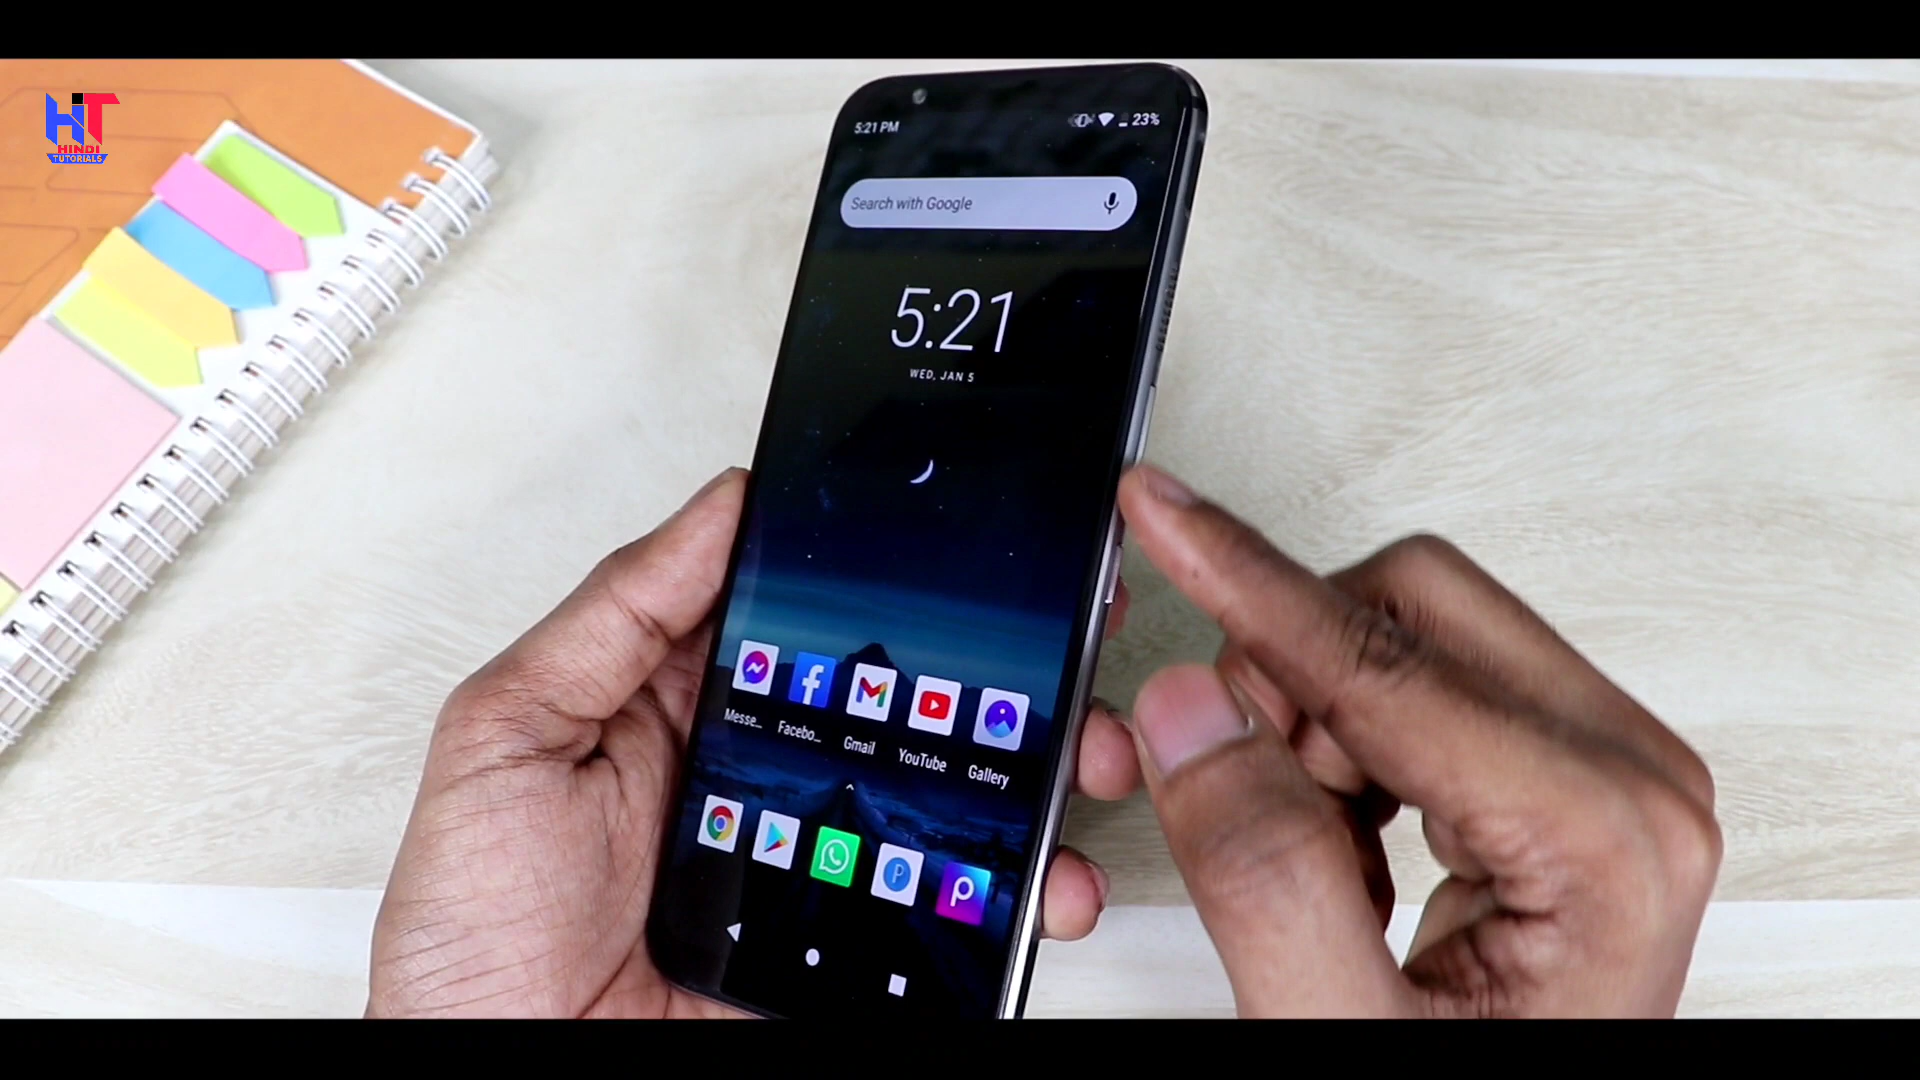 HiT
HINDI
TUTORIALS
5:21 PM
23%
Search with Google
5:21
WED, JAN 5
Messe...
Facebo...
Gmail
YouTube
Gallery